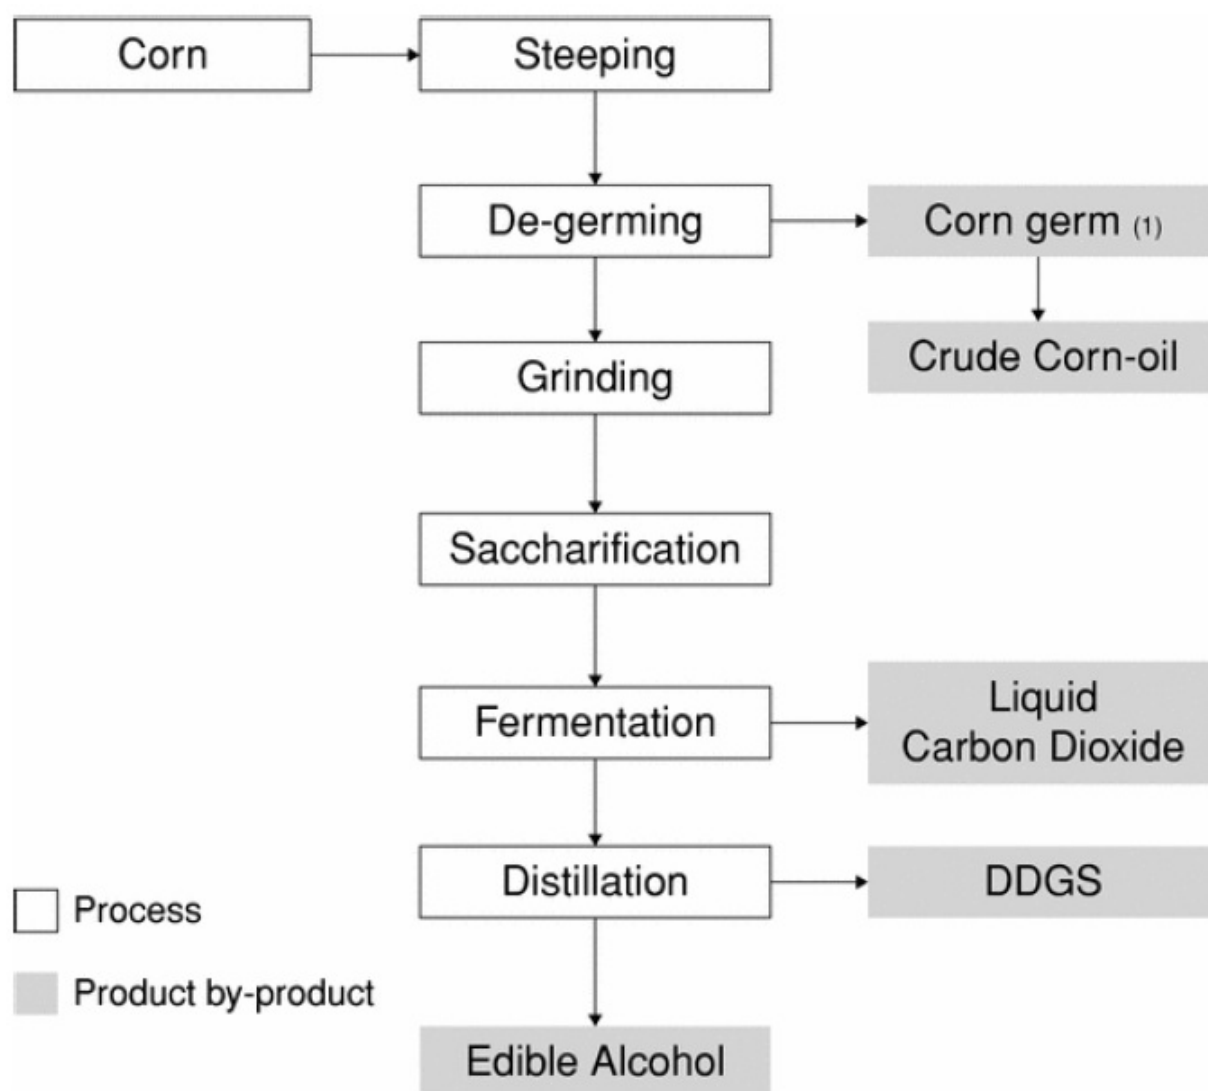 Corn
Steeping
De-germing
Corn germ (1)
Crude Corn-oil
Grinding
Saccharification
Fermentation
Liquid
Carbon Dioxide
Distillation
DDGS
Process
Product by-product
Edible Alcohol